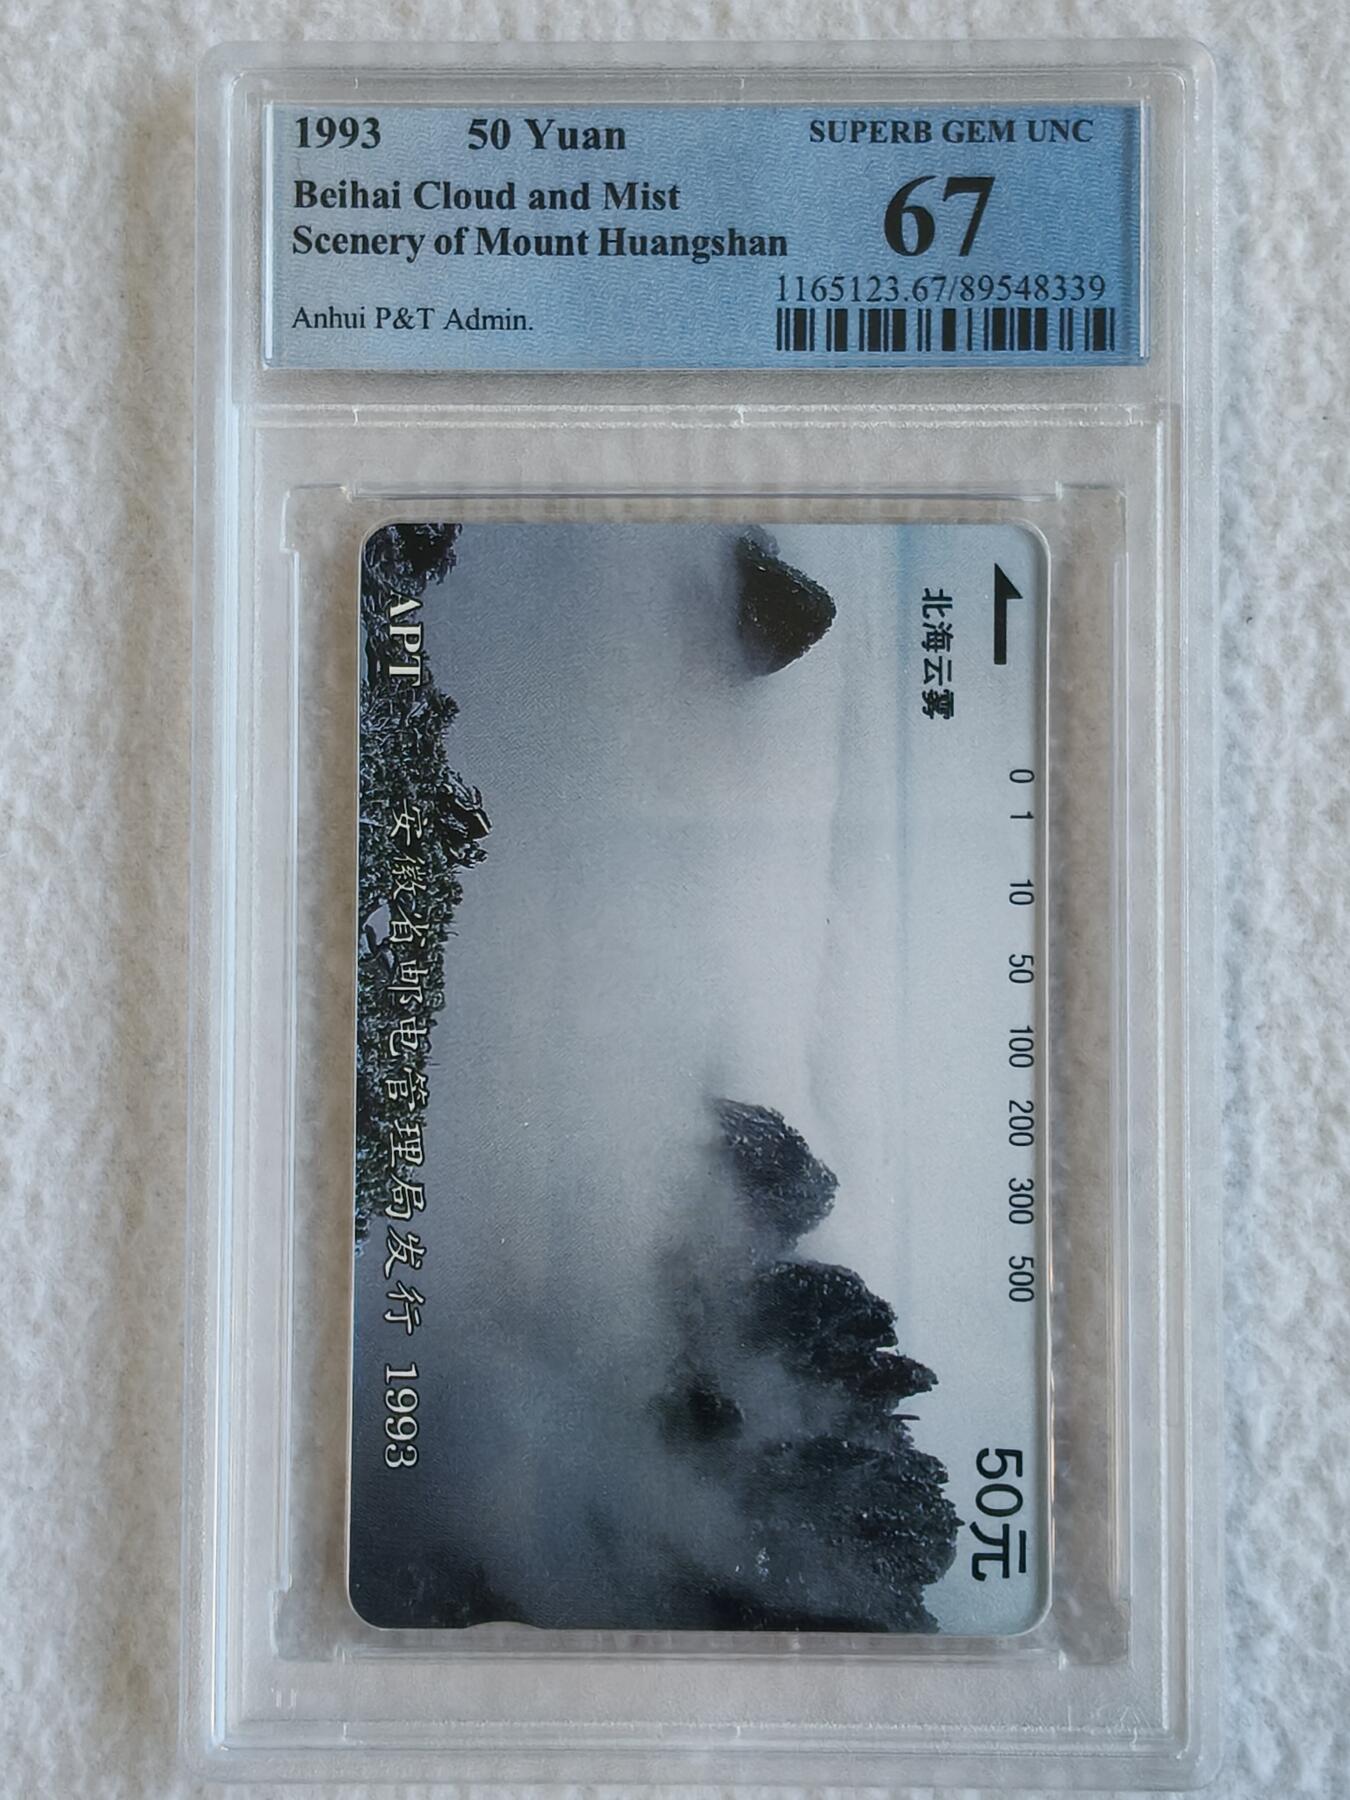 1993 50 Yuan
SUPERB GEM UNC
Beihai Cloud and Mist
Scenery of Mount Huangshan
67
1165123.67/89548339
Anhui P&T Admin.
0 1 10 50 100 200 300 500
北海云雾
50元
APT 安徽省邮电管理局发行 1993